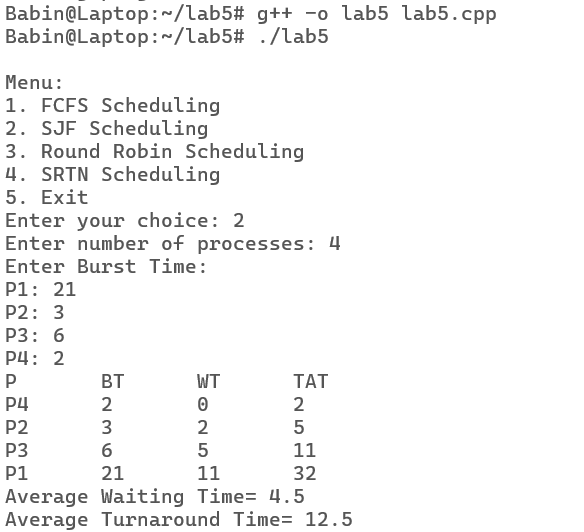 Babin@Laptop:~/lab5# g++ -o lab5 lab5.cpp
Babin@Laptop:~/lab5# ./lab5
Menu:
1. FCFS Scheduling
2. SJF Scheduling
3. Round Robin Scheduling
4. SRTN Scheduling
5. Exit
Enter your choice: 2
Enter number of processes: 4
Enter Burst Time:
P1: 21
P2: 3
P3: 6
P4: 2
P BT WT TAT
P4 2 0 2
P2 3 2 5
P3 6 5 11
P1 21 11 32
Average Waiting Time= 4.5
Average Turnaround Time= 12.5